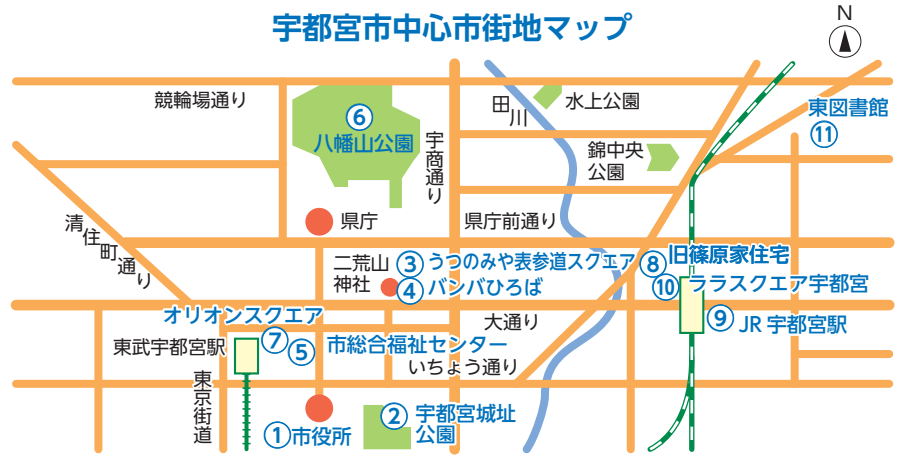 宇都宮市中心市街地マップ
N
競輪場通り
⑥
八幡山公園
宇商通り
田川
水上公園
東図書館
⑪
錦中央
公園
清住町通り
県庁
県庁前通り
二荒山
神社
③うつのみや表参道スクエア
④バンバひろば
⑧旧篠原家住宅
⑩ララスクエア宇都宮
⑨JR宇都宮駅
大通り
オリオンスクエア
⑦
東武宇都宮駅
⑤市総合福祉センター
いちょう通り
東京街道
①市役所
②宇都宮城址
公園